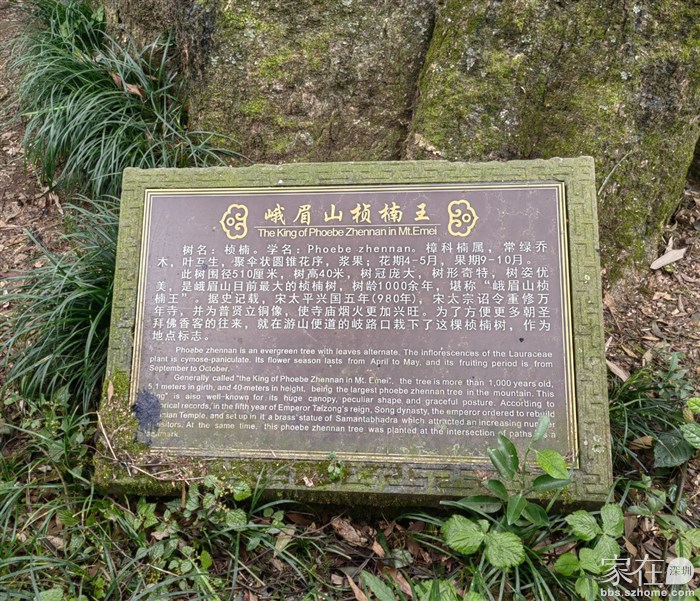 峨眉山桢楠王
The King of Phoebe Zhennan in Mt.Emei
树名：桢楠。学名：Phoebe zhennan。樟科楠属，常绿乔
木，叶互生，聚伞状圆锥花序，浆果；花期4-5月，果期9-10月。
此树围径510厘米，树高40米，树冠庞大，树形奇特，树姿优
美，是峨眉山目前最大的桢楠树，树龄1000余年，堪称“峨眉山桢
楠王”。据史记载，宋太平兴国五年(980年)，宋太宗诏令重修万
年寺，并为普贤立铜像，使寺庙烟火更加兴旺。为了方便更多朝圣
拜佛香客的往来，就在游山便道的岐路口栽下了这棵桢楠树，作为
地点标志。
Phoebe zhennan is an evergreen tree with leaves alternate. The inflorescences of the Lauraceae
plant is cymose-paniculate. Its flower season lasts from April to May, and its fruiting period is from
September to October.
Generally called "the King of Phoebe Zhennan in Mt. Emei", the tree is more than 1,000 years old,
5.1 meters in girth, and 40-meters in height, being the largest phoebe zhennan tree in the mountain. This
"King" is also well-known for its huge canopy, peculiar shape and graceful posture. According to
historical records, in the fifth year of Emperor Taizong's reign, Song dynasty, the emperor ordered to rebuild
Temple, and set up in it a brass statue of Samantabhadra which attracted an increasing number
visitors. At the same time, this phoebe zhennan tree was planted at the intersection of paths as a
mark.
家在深圳
bbs.szhome.com